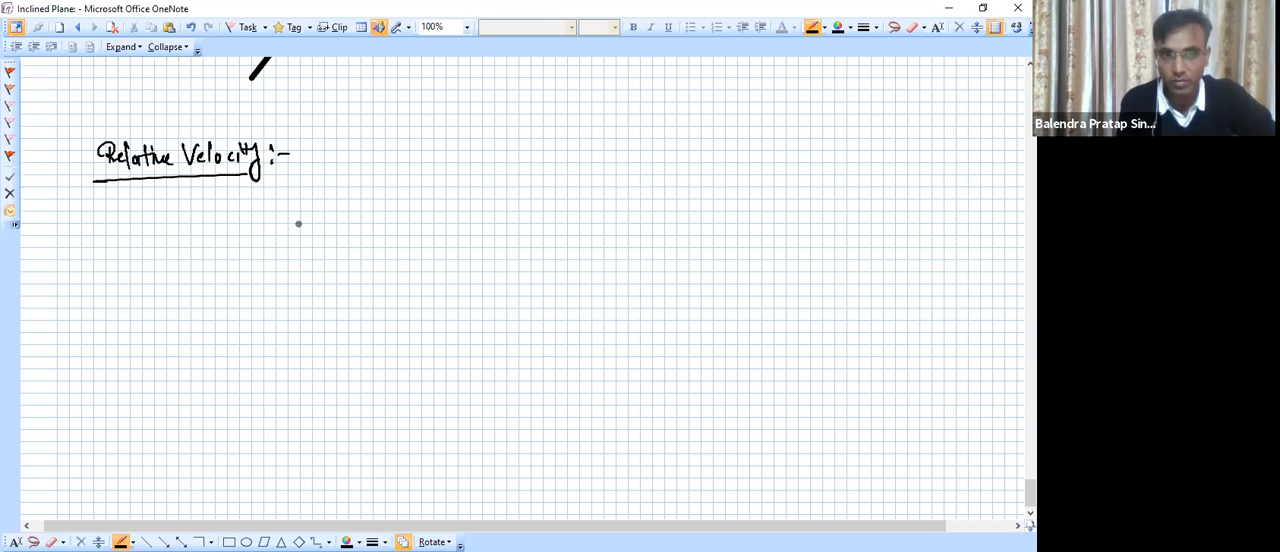 Inclined Plane: - Microsoft Office OneNote
Task Tag Clip 100%
Expand Collapse
Balendra Pratap Sin...
Relative Velocity :-
Rotate